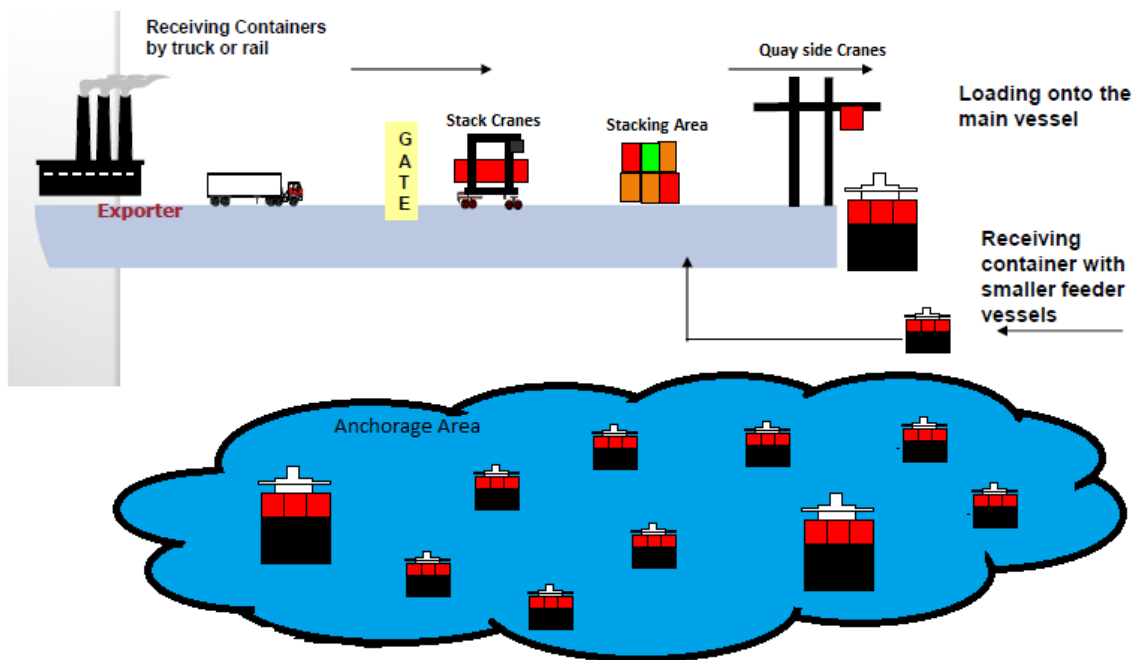 Receiving Containers
by truck or rail
Quay side Cranes
Loading onto the
main vessel
Stack Cranes
Stacking Area
G
A
T
E
Exporter
Receiving
container with
smaller feeder
vessels
Anchorage Area